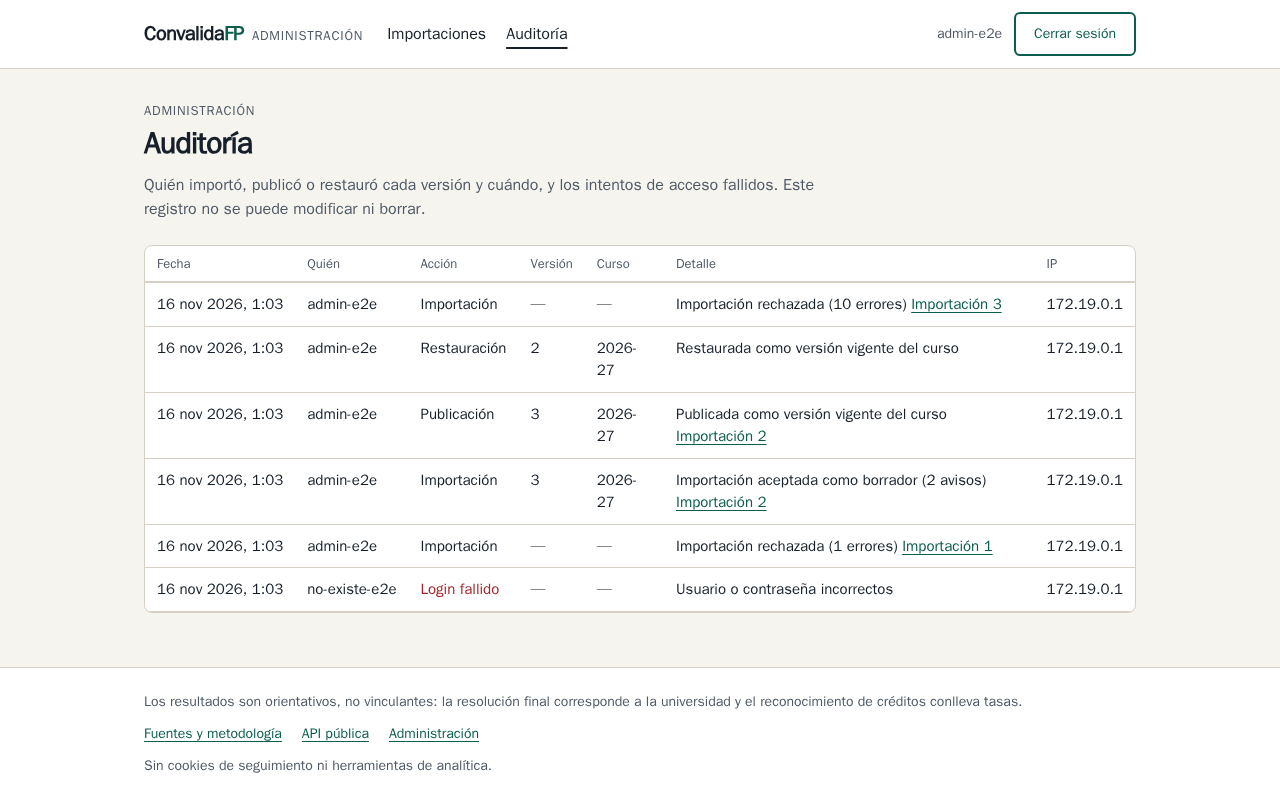 ConvalidaFP ADMINISTRACIÓN Importaciones Auditoría admin-e2e Cerrar sesión
ADMINISTRACIÓN
Auditoría
Quién importó, publicó o restauró cada versión y cuándo, y los intentos de acceso fallidos. Este
registro no se puede modificar ni borrar.
Fecha Quién Acción Versión Curso Detalle IP
16 nov 2026, 1:03 admin-e2e Importación — — Importación rechazada (10 errores) Importación 3 172.19.0.1
16 nov 2026, 1:03 admin-e2e Restauración 2 2026- Restaurada como versión vigente del curso 172.19.0.1
27
16 nov 2026, 1:03 admin-e2e Publicación 3 2026- Publicada como versión vigente del curso 172.19.0.1
27 Importación 2
16 nov 2026, 1:03 admin-e2e Importación 3 2026- Importación aceptada como borrador (2 avisos) 172.19.0.1
27 Importación 2
16 nov 2026, 1:03 admin-e2e Importación — — Importación rechazada (1 errores) Importación 1 172.19.0.1
16 nov 2026, 1:03 no-existe-e2e Login fallido — — Usuario o contraseña incorrectos 172.19.0.1
Los resultados son orientativos, no vinculantes: la resolución final corresponde a la universidad y el reconocimiento de créditos conlleva tasas.
Fuentes y metodología API pública Administración
Sin cookies de seguimiento ni herramientas de analítica.